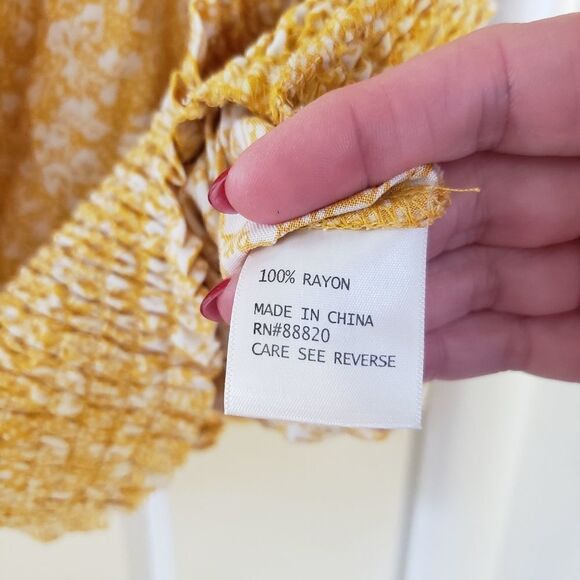 100% RAYON
MADE IN CHINA
RN#88820
CARE SEE REVERSE